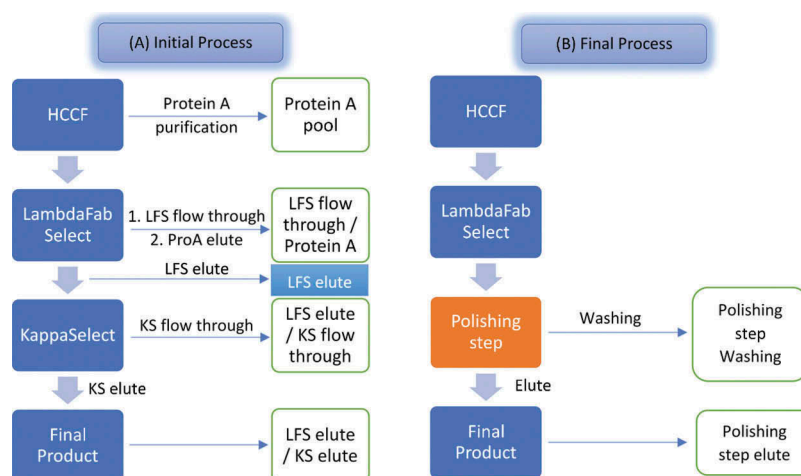 (A) Initial Process
HCCF
Protein A
purification
Protein A
pool
LambdaFab
Select
1. LFS flow through
2. ProA elute
LFS flow
through /
Protein A
LFS elute
LFS elute
KappaSelect
KS flow through
LFS elute
/ KS flow
through
KS elute
Final
Product
LFS elute
/ KS elute
(B) Final Process
HCCF
LambdaFab
Select
Polishing
step
Washing
Polishing
step
Washing
Elute
Final
Product
Polishing
step elute